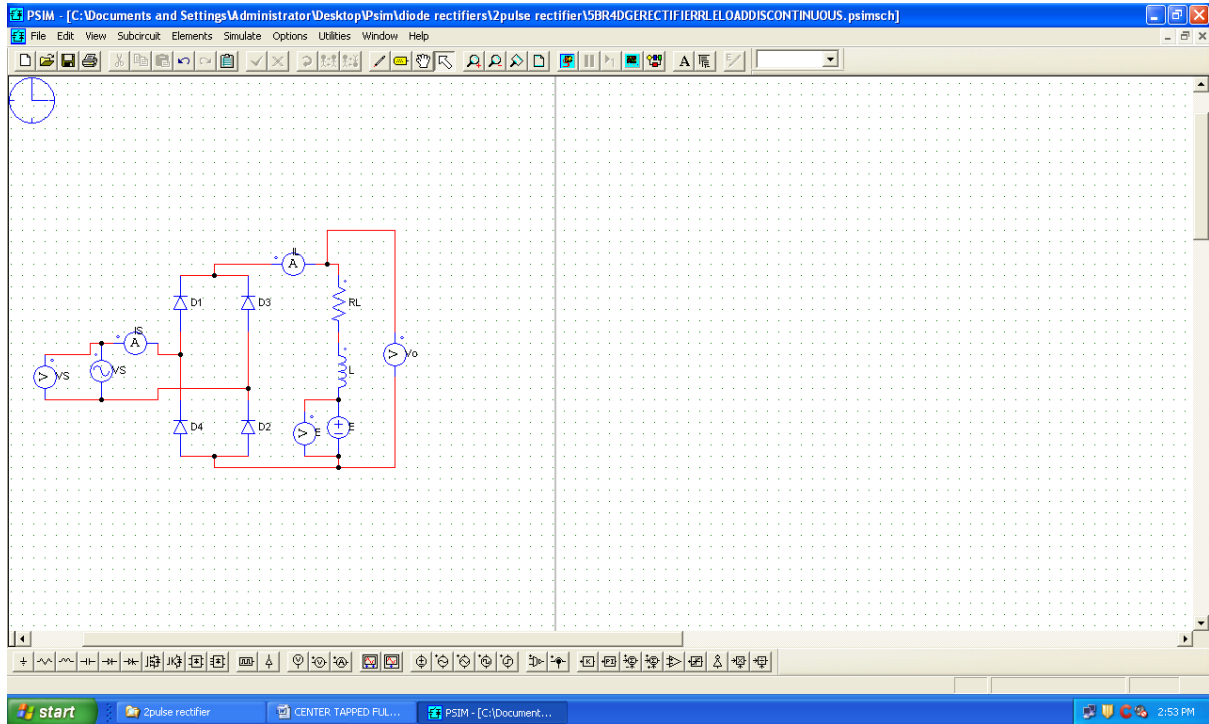 PSIM - [C:\Documents and Settings\Administrator\Desktop\Psim\diode rectifiers\2pulse rectifier\5BR4DGERECTIFIERRLELOADDISCONTINUOUS.psimsch]
File Edit View Subcircuit Elements Simulate Options Utilities Window Help
A
IL
A
D1 D3 RL
IS
A
V VS VS L V Vo
D4 D2 V E E
K PI
start 2pulse rectifier CENTER TAPPED FUL... PSIM - [C:\Document... 2:53 PM